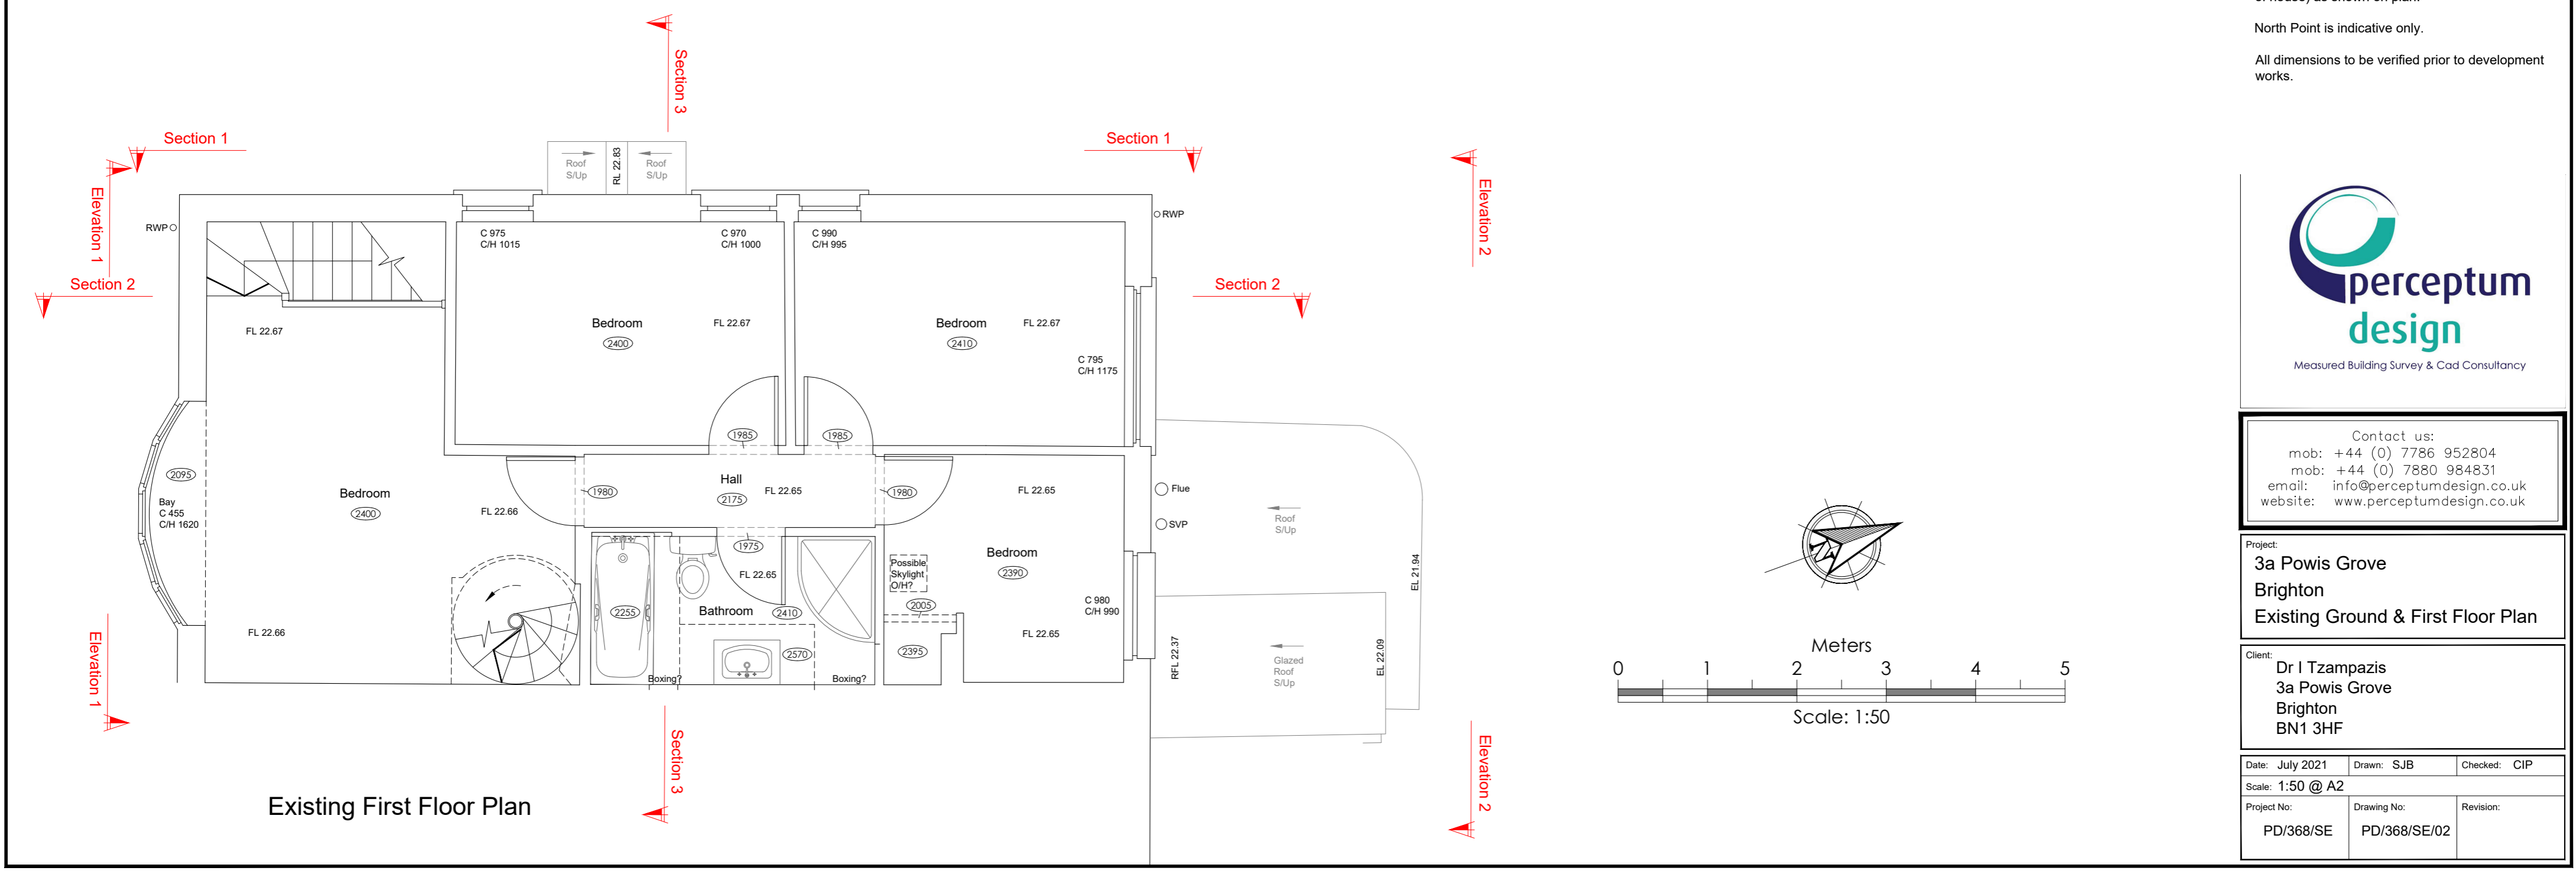 North Point is indicative only.
All dimensions to be verified prior to development
works.
Section 3
Section 1
Section 1
Elevation 1
Elevation 2
Section 2
Section 2
Roof
S/Up
RL 22.83
Roof
S/Up
RWP
RWP
C 975
C/H 1015
C 970
C/H 1000
C 990
C/H 995
FL 22.67
Bedroom
2400
FL 22.67
Bedroom
2410
FL 22.67
C 795
C/H 1175
1985
1985
2095
Bay
C 455
C/H 1620
Bedroom
2400
FL 22.66
1980
Hall
2175
FL 22.65
1980
FL 22.65
Flue
SVP
Roof
S/Up
EL 21.94
1975
FL 22.65
Possible
Skylight
O/H?
Bedroom
2390
2255
Bathroom
2410
2005
C 980
C/H 990
FL 22.66
2570
2395
FL 22.65
RFL 22.37
Glazed
Roof
S/Up
EL 22.09
Boxing?
Boxing?
Elevation 1
Section 3
Elevation 2
Existing First Floor Plan
N
Meters
0 1 2 3 4 5
Scale: 1:50
perceptum
design
Measured Building Survey & Cad Consultancy
Contact us:
mob: +44 (0) 7786 952804
mob: +44 (0) 7880 984831
email: info@perceptumdesign.co.uk
website: www.perceptumdesign.co.uk
Project:
3a Powis Grove
Brighton
Existing Ground & First Floor Plan
Client:
Dr I Tzampazis
3a Powis Grove
Brighton
BN1 3HF
Date: July 2021 Drawn: SJB Checked: CIP
Scale: 1:50 @ A2
Project No: Drawing No: Revision:
PD/368/SE PD/368/SE/02